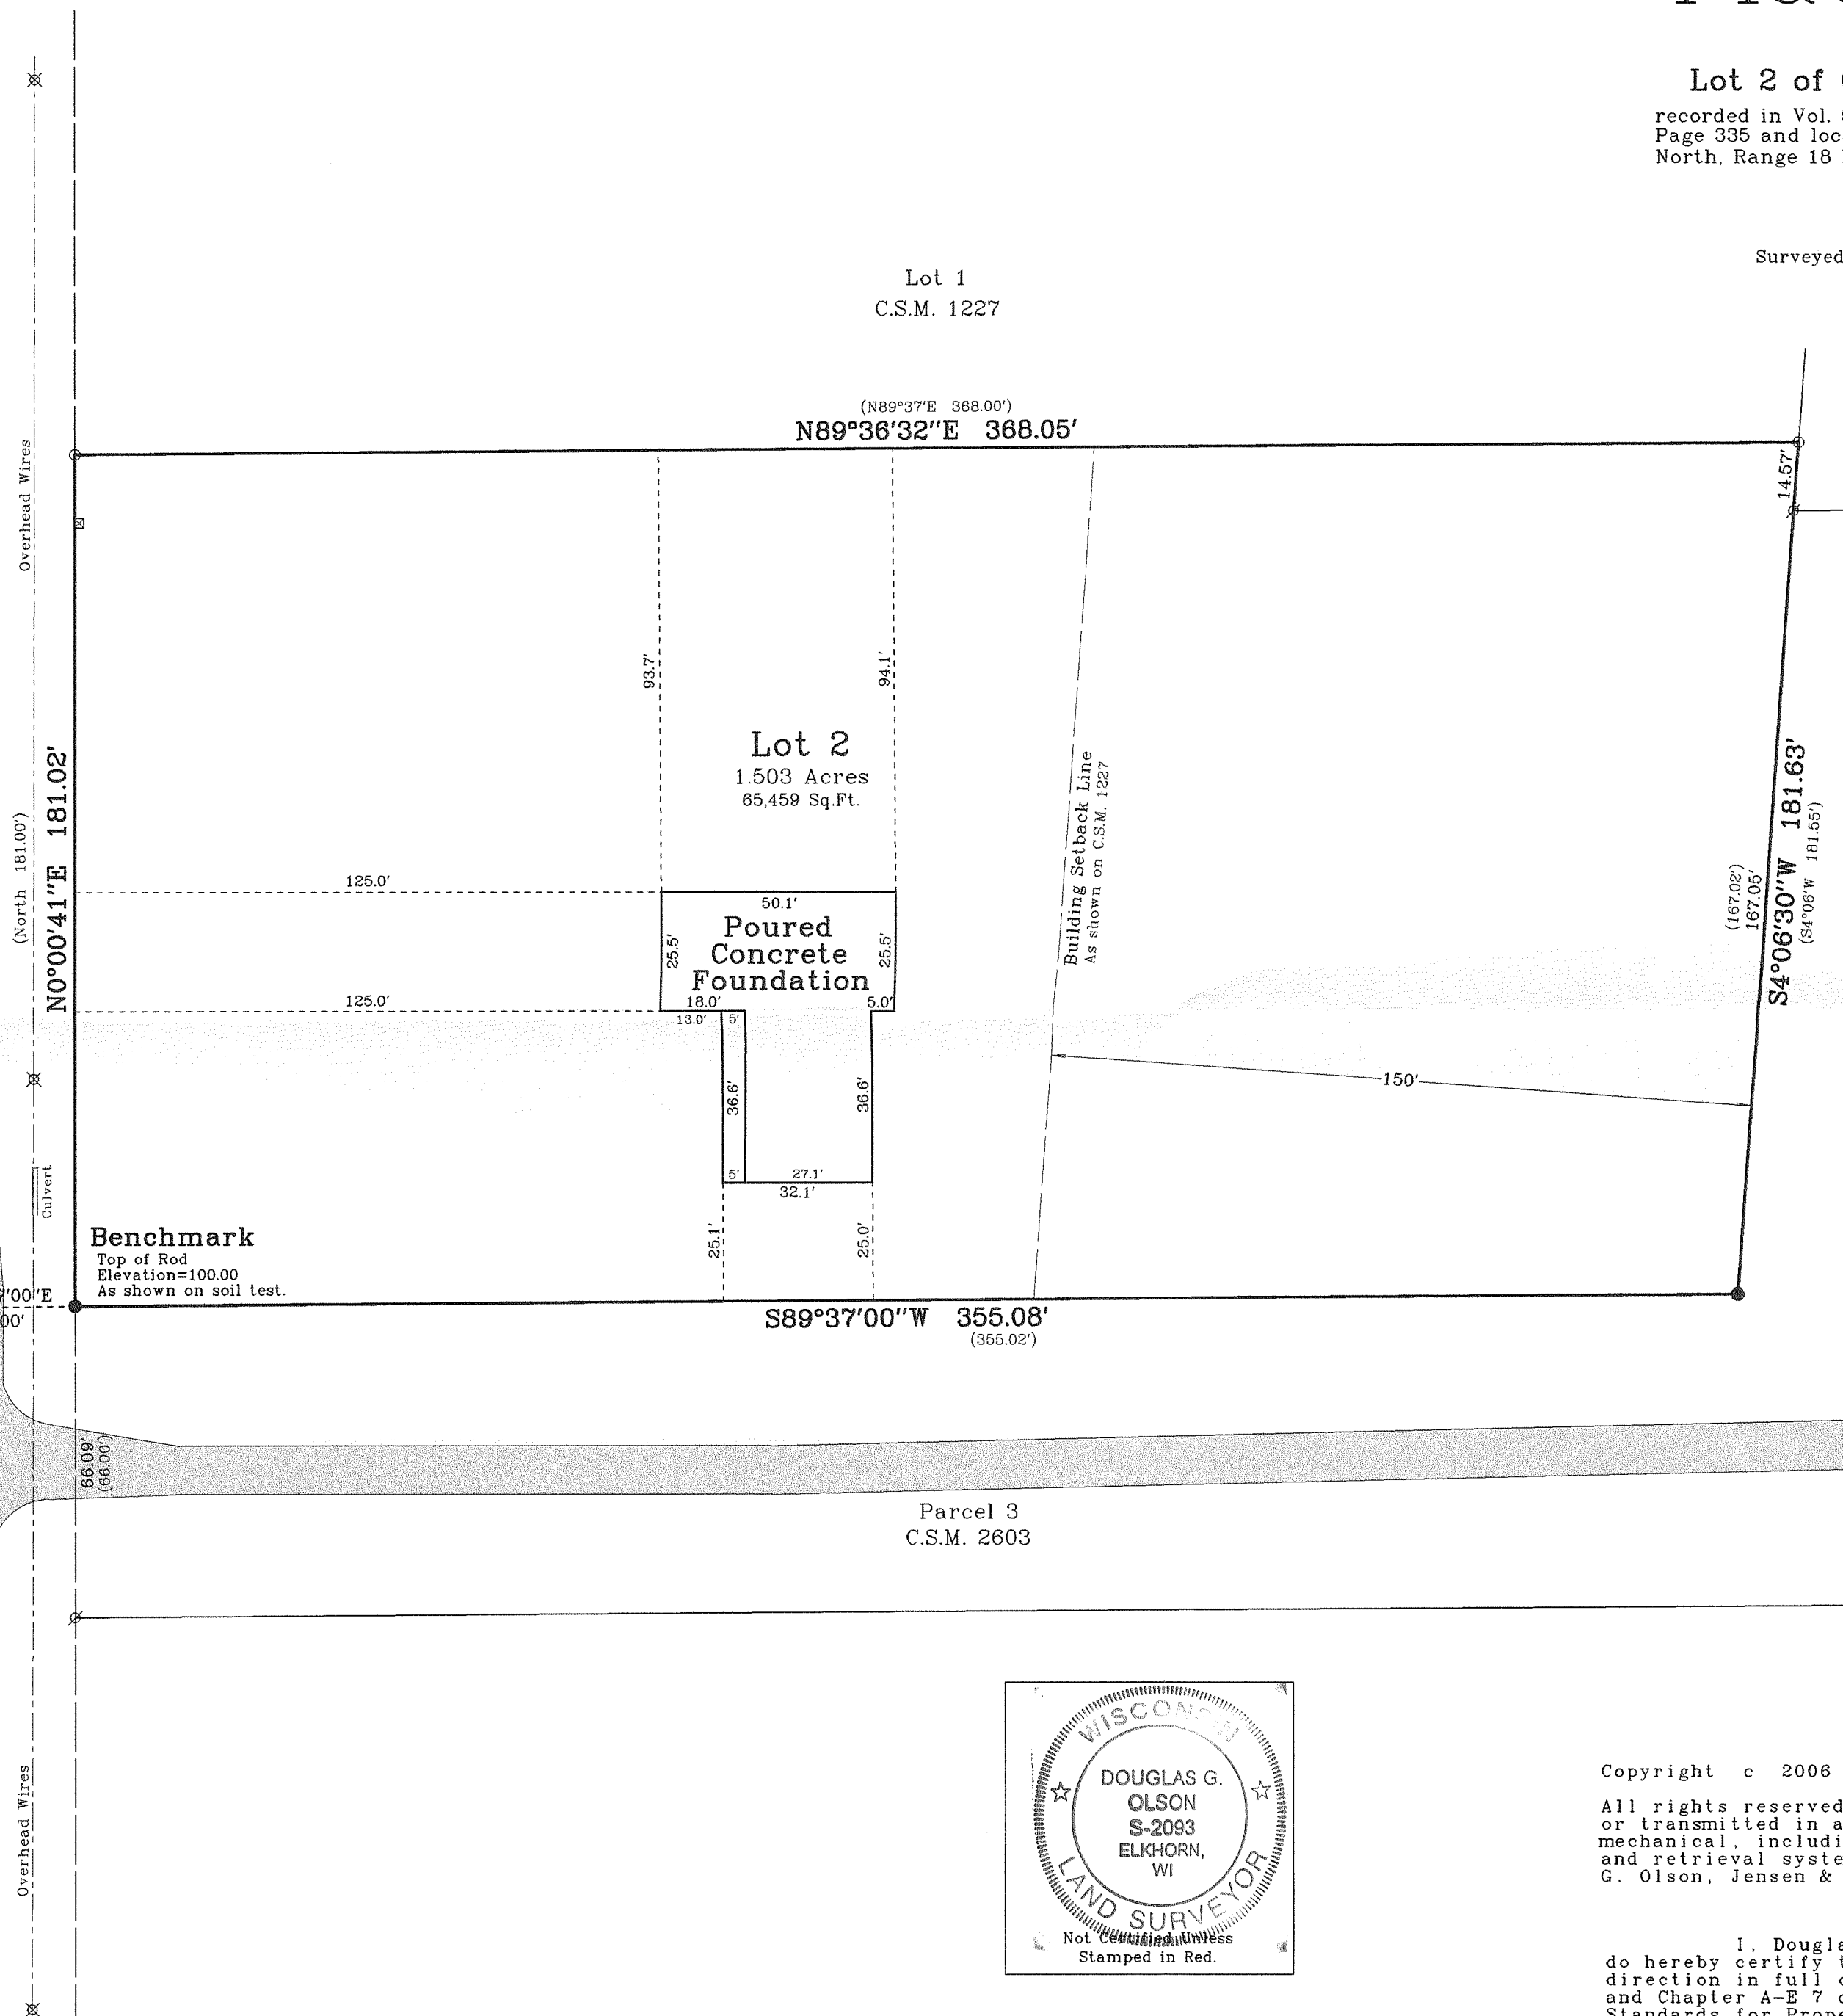 Lot 2 of
recorded in Vol.
Page 335 and loc
North, Range 18
Surveyed
Lot 1
C.S.M. 1227
(N89°37'E 368.00')
N89°36'32"E 368.05'
Overhead Wires
14.57'
93.7'
94.1'
Lot 2
1.503 Acres
65,459 Sq.Ft.
Building Setback Line
As shown on C.S.M. 1227
(North 181.00')
N0°00'41"E 181.02'
S4°06'30"W 181.63'
(S4°06'W 181.55')
(167.02')
167.05'
125.0'
50.1'
Poured
Concrete
Foundation
25.5'
25.5'
125.0'
18.0'
5.0'
13.0'
5'
36.6'
36.6'
150'
5'
27.1'
32.1'
Culvert
25.1'
25.0'
Benchmark
Top of Rod
Elevation=100.00
As shown on soil test.
'00"E
00'
S89°37'00"W 355.08'
(355.02')
66.09'
(66.00')
Parcel 3
C.S.M. 2603
Overhead Wires
WISCONSIN
DOUGLAS G.
OLSON
S-2093
ELKHORN,
WI
LAND SURVEYOR
Not Certified Unless
Stamped in Red.
Copyright c 2006
All rights reserved
or transmitted in a
mechanical, includi
and retrieval syste
G. Olson, Jensen &
I, Dougla
do hereby certify t
direction in full
and Chapter A-E 7
Standards for Prope